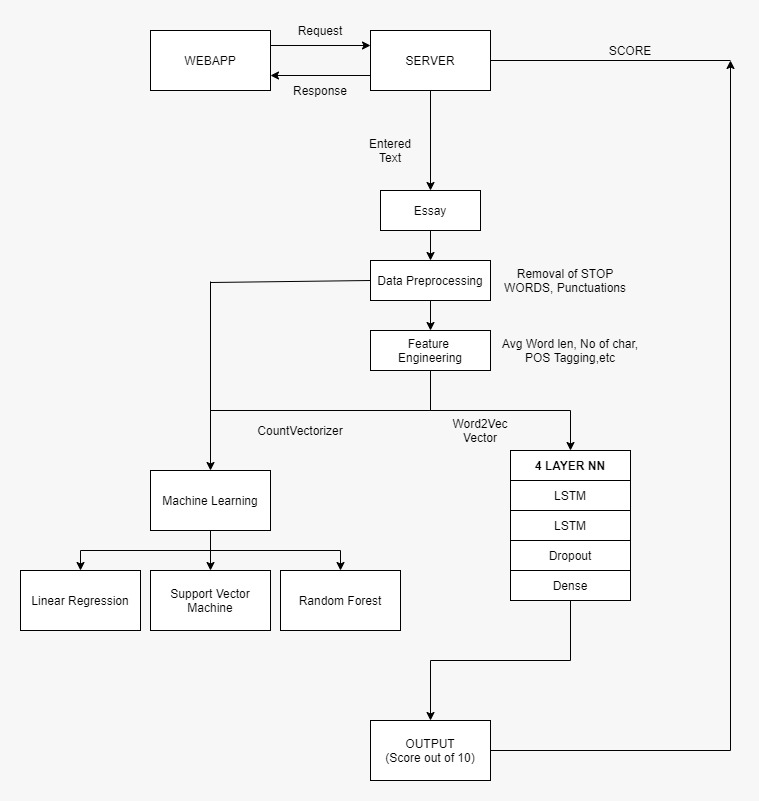 Request
WEBAPP
SERVER
SCORE
Response
Entered
Text
Essay
Data Preprocessing
Removal of STOP
WORDS, Punctuations
Feature
Engineering
Avg Word len, No of char,
POS Tagging,etc
CountVectorizer
Word2Vec
Vector
4 LAYER NN
LSTM
LSTM
Dropout
Dense
Machine Learning
Linear Regression
Support Vector
Machine
Random Forest
OUTPUT
(Score out of 10)